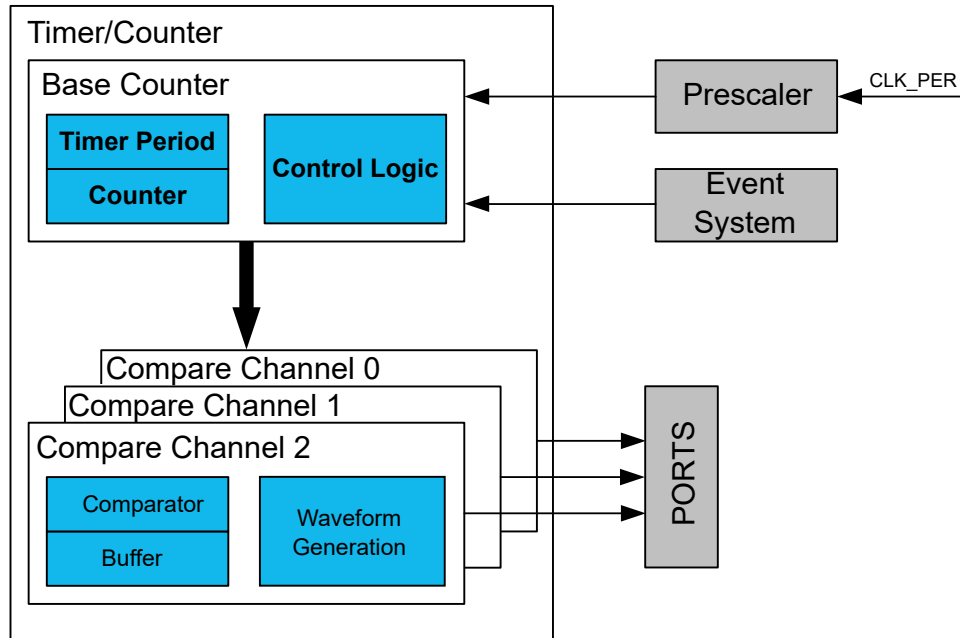 Timer/Counter
Base Counter
Timer Period
Counter
Control Logic
Prescaler
CLK_PER
Event
System
Compare Channel 0
Compare Channel 1
Compare Channel 2
Comparator
Buffer
Waveform
Generation
PORTS